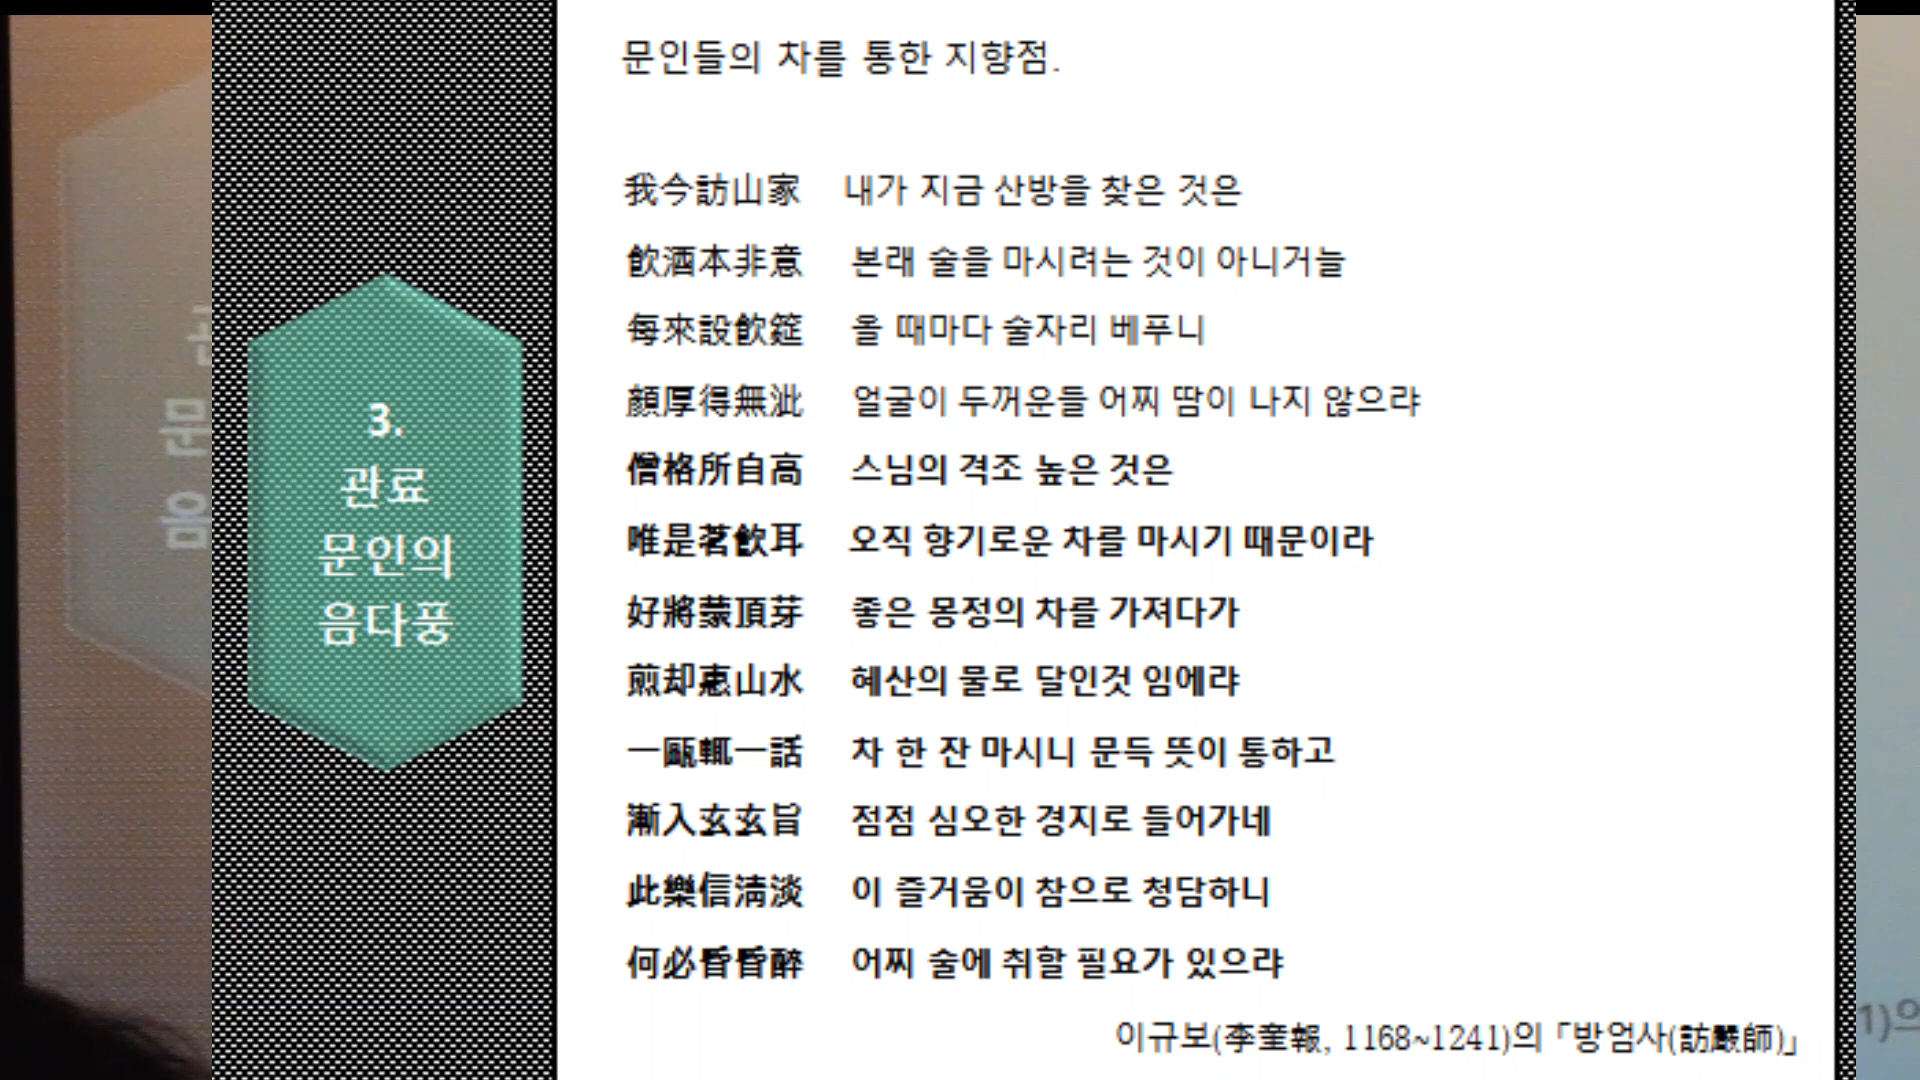 문인들의 차를 통한 지향점.
3.
관료
문인의
음다풍
我今訪山家 내가 지금 산방을 찾은 것은
飮酒本非意 본래 술을 마시려는 것이 아니거늘
每來設飮筵 올 때마다 술자리 베푸니
顔厚得無泚 얼굴이 두꺼운들 어찌 땀이 나지 않으랴
僧格所自高 스님의 격조 높은 것은
唯是茗飮耳 오직 향기로운 차를 마시기 때문이라
好將蒙頂芽 좋은 몽정의 차를 가져다가
煎却惠山水 혜산의 물로 달인것 임에랴
一甌輒一話 차 한 잔 마시니 문득 뜻이 통하고
漸入玄玄旨 점점 심오한 경지로 들어가네
此樂信淸淡 이 즐거움이 참으로 청담하니
何必昏昏醉 어찌 술에 취할 필요가 있으랴
이규보(李奎報, 1168~1241)의 「방엄사(訪嚴師)」
1)의